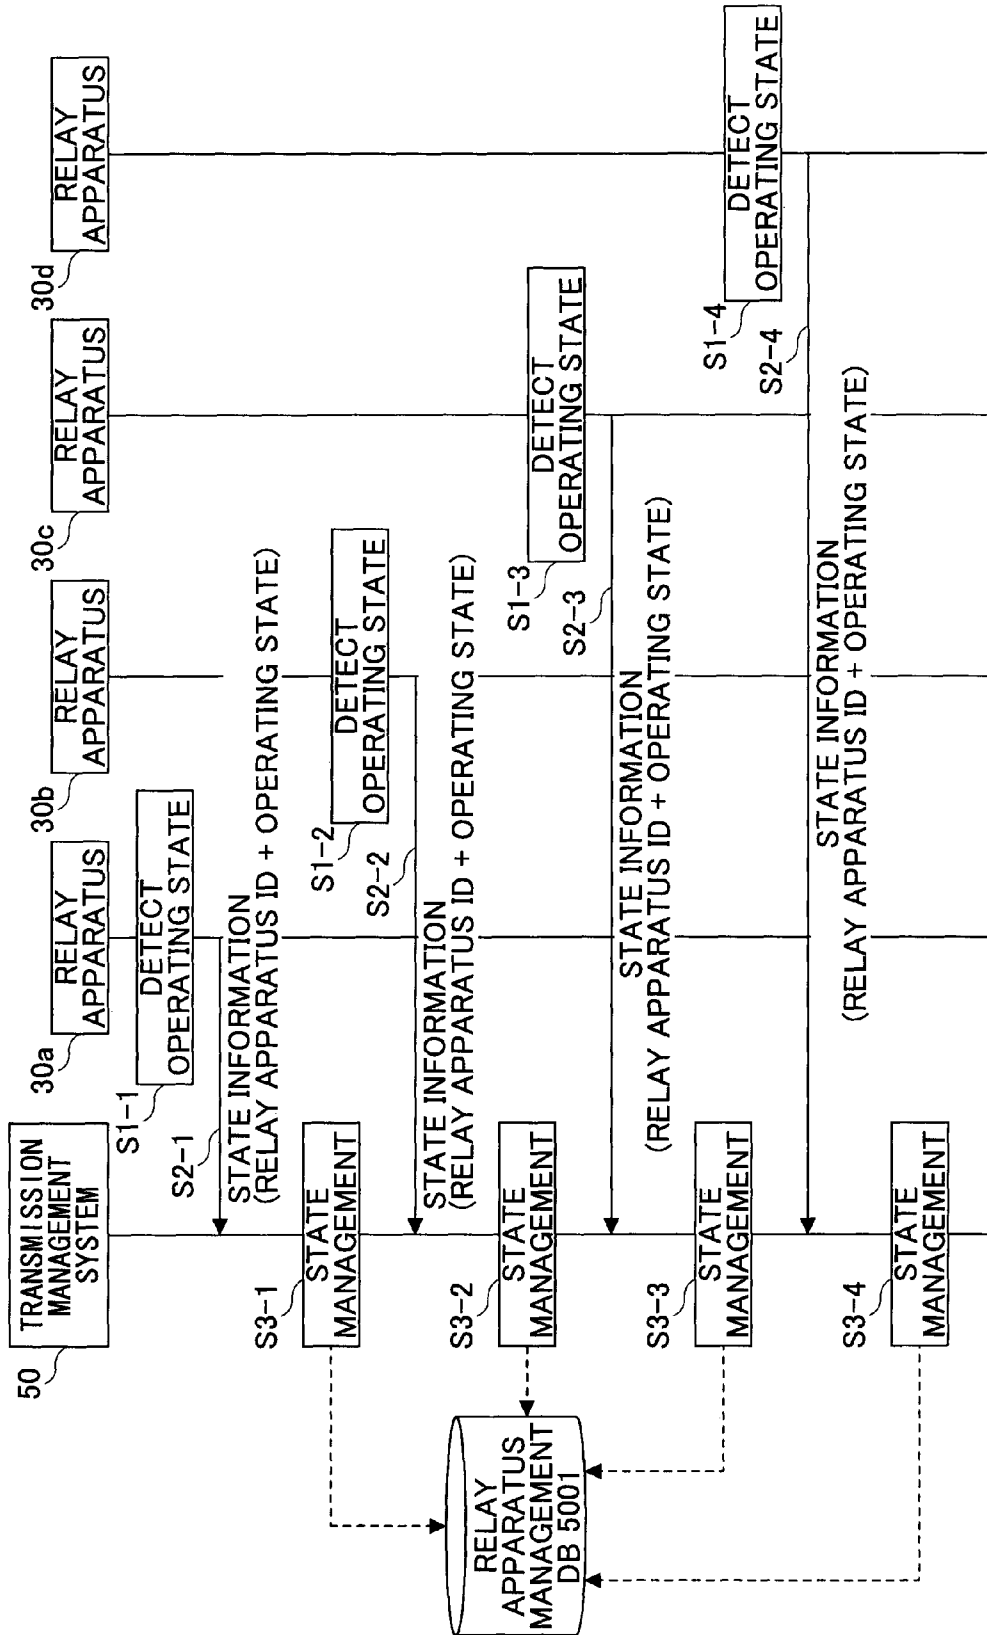 50
TRANSMISSION
MANAGEMENT
SYSTEM
30a
RELAY
APPARATUS
30b
RELAY
APPARATUS
30c
RELAY
APPARATUS
30d
RELAY
APPARATUS
S1-1
DETECT
OPERATING STATE
S2-1
STATE INFORMATION
(RELAY APPARATUS ID + OPERATING STATE)
S3-1
STATE
MANAGEMENT
S1-2
DETECT
OPERATING STATE
S2-2
STATE INFORMATION
(RELAY APPARATUS ID + OPERATING STATE)
S3-2
STATE
MANAGEMENT
RELAY
APPARATUS
MANAGEMENT
DB 5001
S1-3
DETECT
OPERATING STATE
S2-3
STATE INFORMATION
(RELAY APPARATUS ID + OPERATING STATE)
S3-3
STATE
MANAGEMENT
S1-4
DETECT
OPERATING STATE
S2-4
STATE INFORMATION
(RELAY APPARATUS ID + OPERATING STATE)
S3-4
STATE
MANAGEMENT